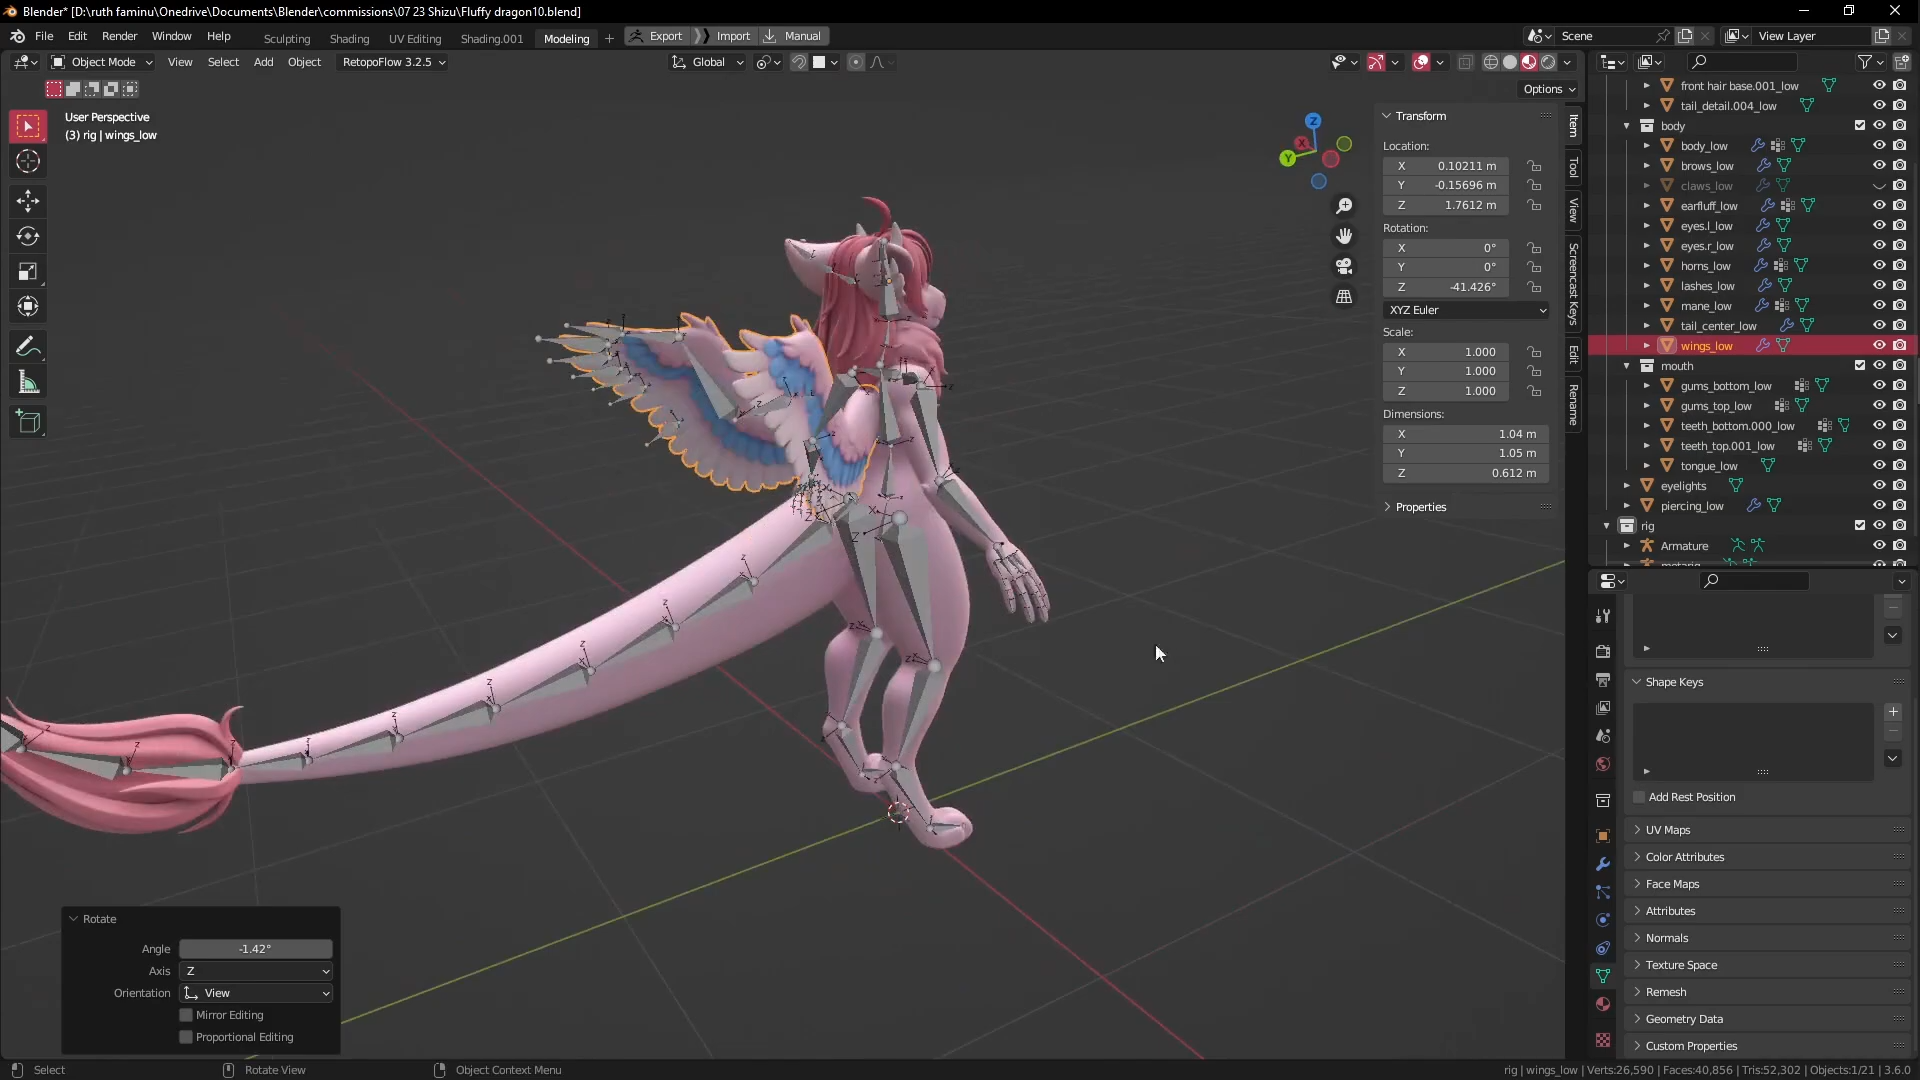 Blender* [D:\ruth faminu\Onedrive\Documents\Blender\commissions\07 23 Shizu\Fluffy dragon10.blend]
File Edit Render Window Help Sculpting Shading UV Editing Shading.001 Modeling + Export Import Manual Scene View Layer
Object Mode View Select Add Object RetopoFlow 3.2.5 Global
Options
User Perspective
(3) rig | wings_low
Transform
Location:
X 0.10211 m
Y -0.15696 m
Z 1.7612 m
Rotation:
X 0°
Y 0°
Z -41.426°
XYZ Euler
Scale:
X 1.000
Y 1.000
Z 1.000
Dimensions:
X 1.04 m
Y 1.05 m
Z 0.612 m
Properties
Item
Tool
View
Screencast Keys
Edit
Rename
front hair base.001_low
tail_detail.004_low
body
body_low
brows_low
claws_low
earfluff_low
eyes.l_low
eyes.r_low
horns_low
lashes_low
mane_low
tail_center_low
wings_low
mouth
gums_bottom_low
gums_top_low
teeth_bottom.000_low
teeth_top.001_low
tongue_low
eyelights
piercing_low
rig
Armature
Shape Keys
Add Rest Position
UV Maps
Color Attributes
Face Maps
Attributes
Normals
Texture Space
Remesh
Geometry Data
Custom Properties
Rotate
Angle -1.42°
Axis Z
Orientation View
Mirror Editing
Proportional Editing
Select Rotate View Object Context Menu
rig | wings_low | Verts:26,590 | Faces:40,856 | Tris:52,302 | Objects:1/21 | 3.6.0